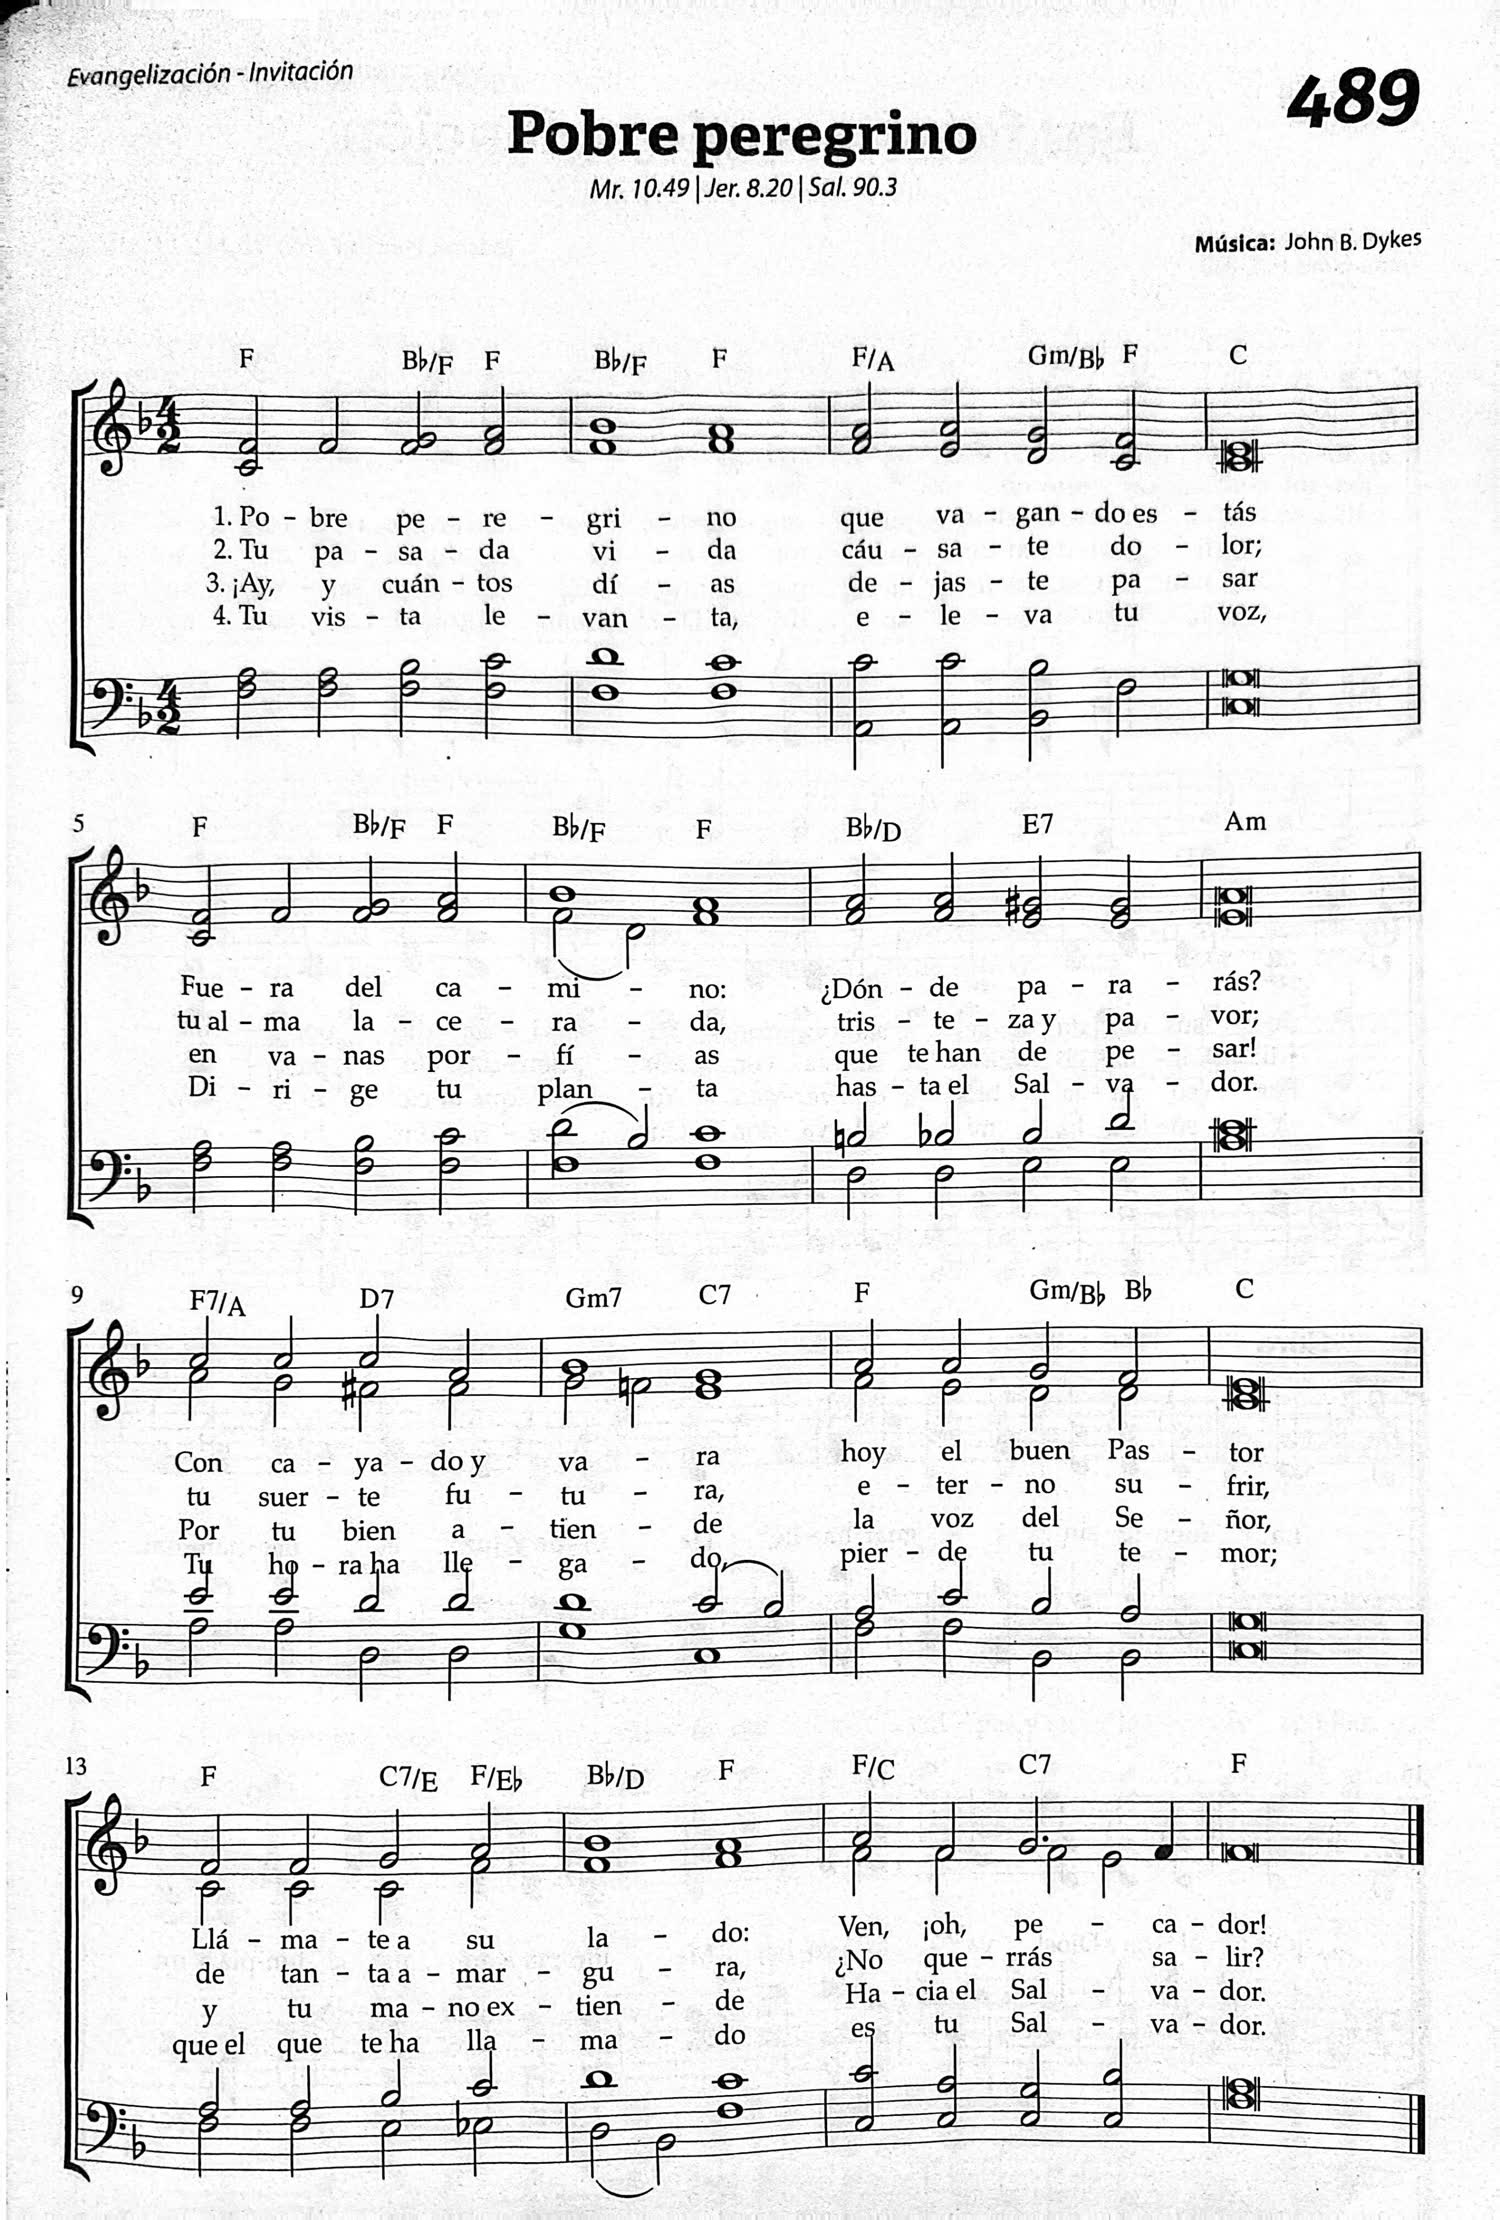 Evangelización - Invitación
489
Pobre peregrino
Mr. 10.49 | Jer. 8.20 | Sal. 90.3
Música: John B. Dykes
F B♭/F F B♭/F F F/A Gm/B♭ F C
1. Po - bre pe - re - gri - no que va - gan - do es - tás
2. Tu pa - sa - da vi - da cáu - sa - te do - lor;
3. ¡Ay, - y cuán - tos dí - as de - jas - te pa - sar
4. Tu vis - ta le - van - ta, e - le - va tu voz,
5
F B♭/F F B♭/F F B♭/D E7 Am
Fue - ra del ca - mi - no: ¿Dón - de pa - ra - rás?
tu al - ma la - ce - ra - da, tris - te - za y pa - vor;
en va - nas por - fí - as que te han de pe - sar!
Di - ri - ge tu plan - ta has - ta el Sal - va - dor.
9
F7/A D7 Gm7 C7 F Gm/B♭ B♭ C
Con ca - ya - do y va - ra hoy el buen Pas - tor
tu suer - te fu - tu - ra, e - ter - no su - frir,
Por tu bien a - tien - de la voz del Se - ñor,
Tu ho - ra ha lle - ga - do, pier - de tu te - mor;
13
F C7/E F/E♭ B♭/D F F/C C7 F
Llá - ma - te a su la - do: Ven, ¡oh, pe - ca - dor!
de tan - ta a - mar - gu - ra, ¿No que - rrás sa - lir?
y tu ma - no ex - tien - de Ha - cia el Sal - va - dor.
que el que te ha lla - ma - do es tu Sal - va - dor.